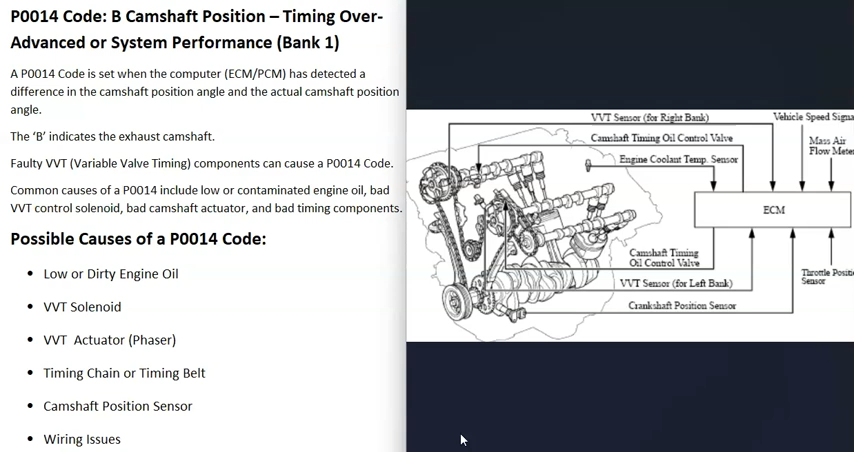 P0014 Code: B Camshaft Position – Timing Over-
Advanced or System Performance (Bank 1)
A P0014 Code is set when the computer (ECM/PCM) has detected a
difference in the camshaft position angle and the actual camshaft position
angle.
The ‘B’ indicates the exhaust camshaft.
Faulty VVT (Variable Valve Timing) components can cause a P0014 Code.
Common causes of a P0014 include low or contaminated engine oil, bad
VVT control solenoid, bad camshaft actuator, and bad timing components.
Possible Causes of a P0014 Code:
• Low or Dirty Engine Oil
• VVT Solenoid
• VVT Actuator (Phaser)
• Timing Chain or Timing Belt
• Camshaft Position Sensor
• Wiring Issues
VVT Sensor (for Right Bank)
Vehicle Speed Signa
Camshaft Timing Oil Control Valve
Mass Air
Flow Meter
Engine Coolant Temp. Sensor
ECM
Camshaft Timing
Oil Control Valve
Throttle Positi
Sensor
VVT Sensor (for Left Bank)
Crankshaft Position Sensor